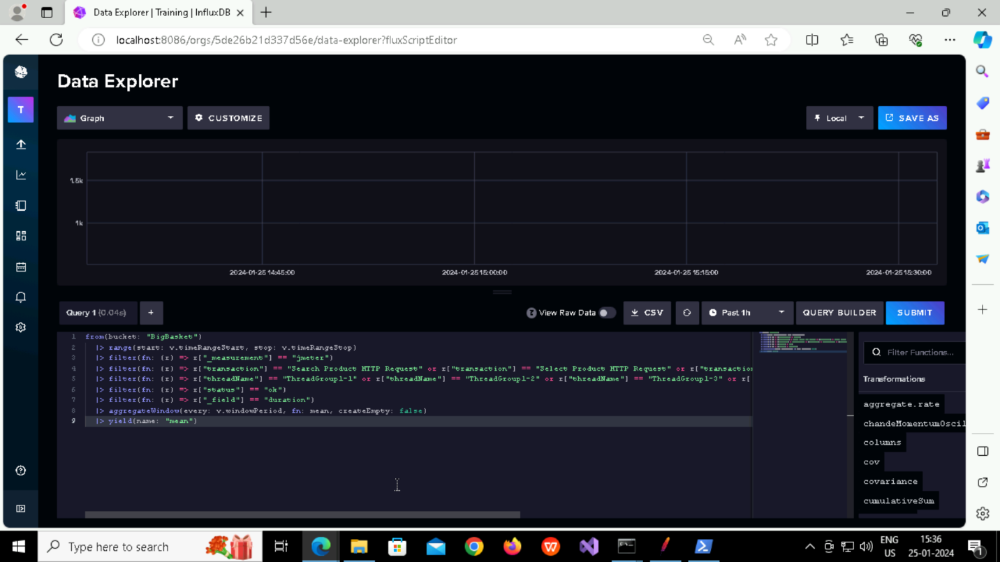 Data Explorer | Training | InfluxDB
localhost:8086/orgs/5de26b21d337d56e/data-explorer?fluxScriptEditor
Data Explorer
T
Graph
CUSTOMIZE
Local
SAVE AS
1.5k
1k
2024-01-25 14:45:00
2024-01-25 15:00:00
2024-01-25 15:15:00
2024-01-25 15:30:00
Query 1 (0.04s)
+
View Raw Data
CSV
Past 1h
QUERY BUILDER
SUBMIT
1 from(bucket: "BigBasket")
2 |> range(start: v.timeRangeStart, stop: v.timeRangeStop)
3 |> filter(fn: (r) => r["_measurement"] == "jmeter")
4 |> filter(fn: (r) => r["transaction"] == "Search Product HTTP Request" or r["transaction"] == "Select Product HTTP Request" or r["transaction
5 |> filter(fn: (r) => r["threadName"] == "ThreadGroup1-1" or r["threadName"] == "ThreadGroup1-2" or r["threadName"] == "ThreadGroup1-3" or r[
6 |> filter(fn: (r) => r["status"] == "ok")
7 |> filter(fn: (r) => r["_field"] == "duration")
8 |> aggregateWindow(every: v.windowPeriod, fn: mean, createEmpty: false)
9 |> yield(name: "mean")
Filter Functions...
Transformations
aggregate.rate
chandeMomentumOscil
columns
cov
covariance
cumulativeSum
Type here to search
ENG
US
15:36
25-01-2024
1